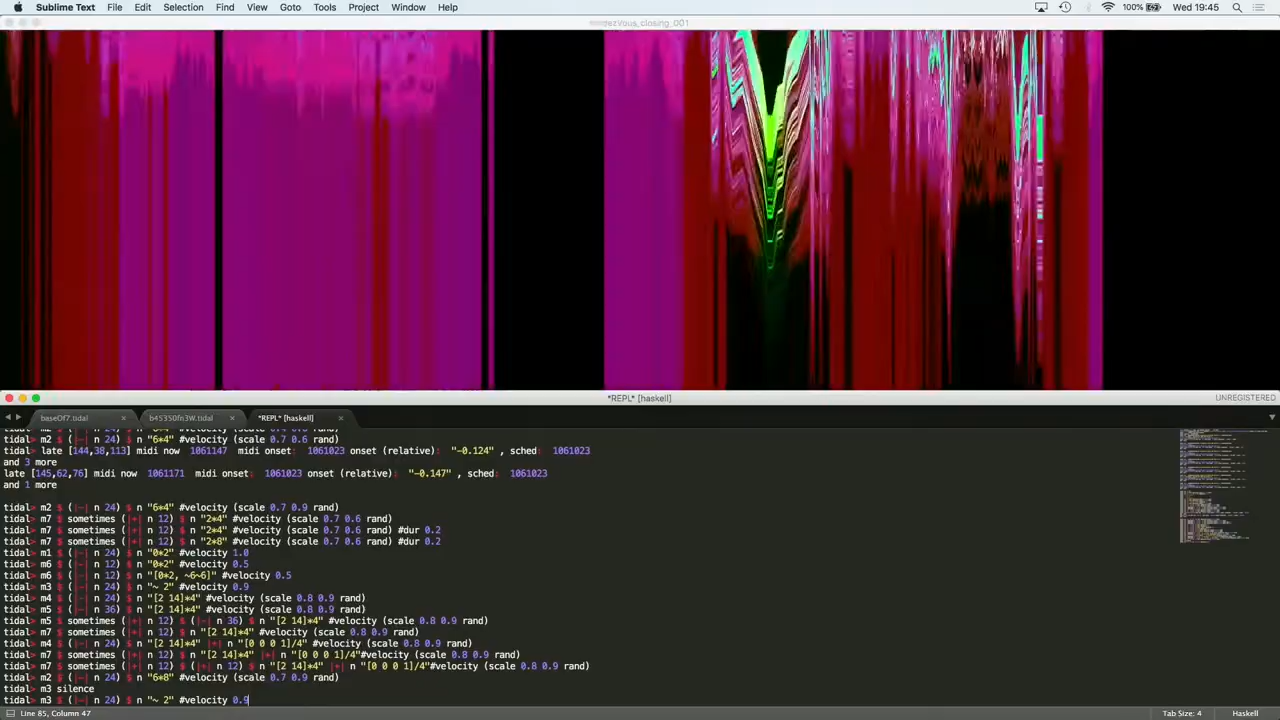 Sublime Text File Edit Selection Find View Goto Tools Project Window Help 100% Wed 19:45
rezVous_closing_001
*REPL* [haskell] UNREGISTERED
baseOf7.tidal b45350fn3W.tidal *REPL* [haskell]
tidal> m2 $ (|-| n 24) $ n "6*4" #velocity (scale 0.7 0.6 rand)
tidal> late [144,38,113] midi now 1061147 midi onset: 1061023 onset (relative): "-0.124" , sched: 1061023
and 3 more
late [145,62,76] midi now 1061171 midi onset: 1061023 onset (relative): "-0.147" , sched: 1061023
and 1 more
tidal> m2 $ (|-| n 24) $ n "6*4" #velocity (scale 0.7 0.9 rand)
tidal> m7 $ sometimes (|+| n 12) $ n "2*4" #velocity (scale 0.7 0.6 rand)
tidal> m7 $ sometimes (|+| n 12) $ n "2*4" #velocity (scale 0.7 0.6 rand) #dur 0.2
tidal> m7 $ sometimes (|+| n 12) $ n "2*8" #velocity (scale 0.7 0.6 rand) #dur 0.2
tidal> m1 $ (|-| n 24) $ n "0*2" #velocity 1.0
tidal> m6 $ (|-| n 12) $ n "0*2" #velocity 0.5
tidal> m6 $ (|-| n 12) $ n "[0*2, ~6~6]" #velocity 0.5
tidal> m3 $ (|-| n 24) $ n "~ 2" #velocity 0.9
tidal> m4 $ (|-| n 24) $ n "[2 14]*4" #velocity (scale 0.8 0.9 rand)
tidal> m5 $ (|-| n 36) $ n "[2 14]*4" #velocity (scale 0.8 0.9 rand)
tidal> m5 $ sometimes (|+| n 12) $ (|-| n 36) $ n "[2 14]*4" #velocity (scale 0.8 0.9 rand)
tidal> m7 $ sometimes (|+| n 12) $ n "[2 14]*4" #velocity (scale 0.8 0.9 rand)
tidal> m4 $ (|-| n 24) $ n "[2 14]*4" |+| n "[0 0 0 1]/4" #velocity (scale 0.8 0.9 rand)
tidal> m7 $ sometimes (|+| n 12) $ n "[2 14]*4" |+| n "[0 0 0 1]/4"#velocity (scale 0.8 0.9 rand)
tidal> m7 $ sometimes (|+| n 12) $ (|+| n 12) $ n "[2 14]*4" |+| n "[0 0 0 1]/4"#velocity (scale 0.8 0.9 rand)
tidal> m2 $ (|-| n 24) $ n "6*8" #velocity (scale 0.7 0.9 rand)
tidal> m3 silence
tidal> m3 $ (|-| n 24) $ n "~ 2" #velocity 0.9
Line 85, Column 47 Tab Size: 4 Haskell